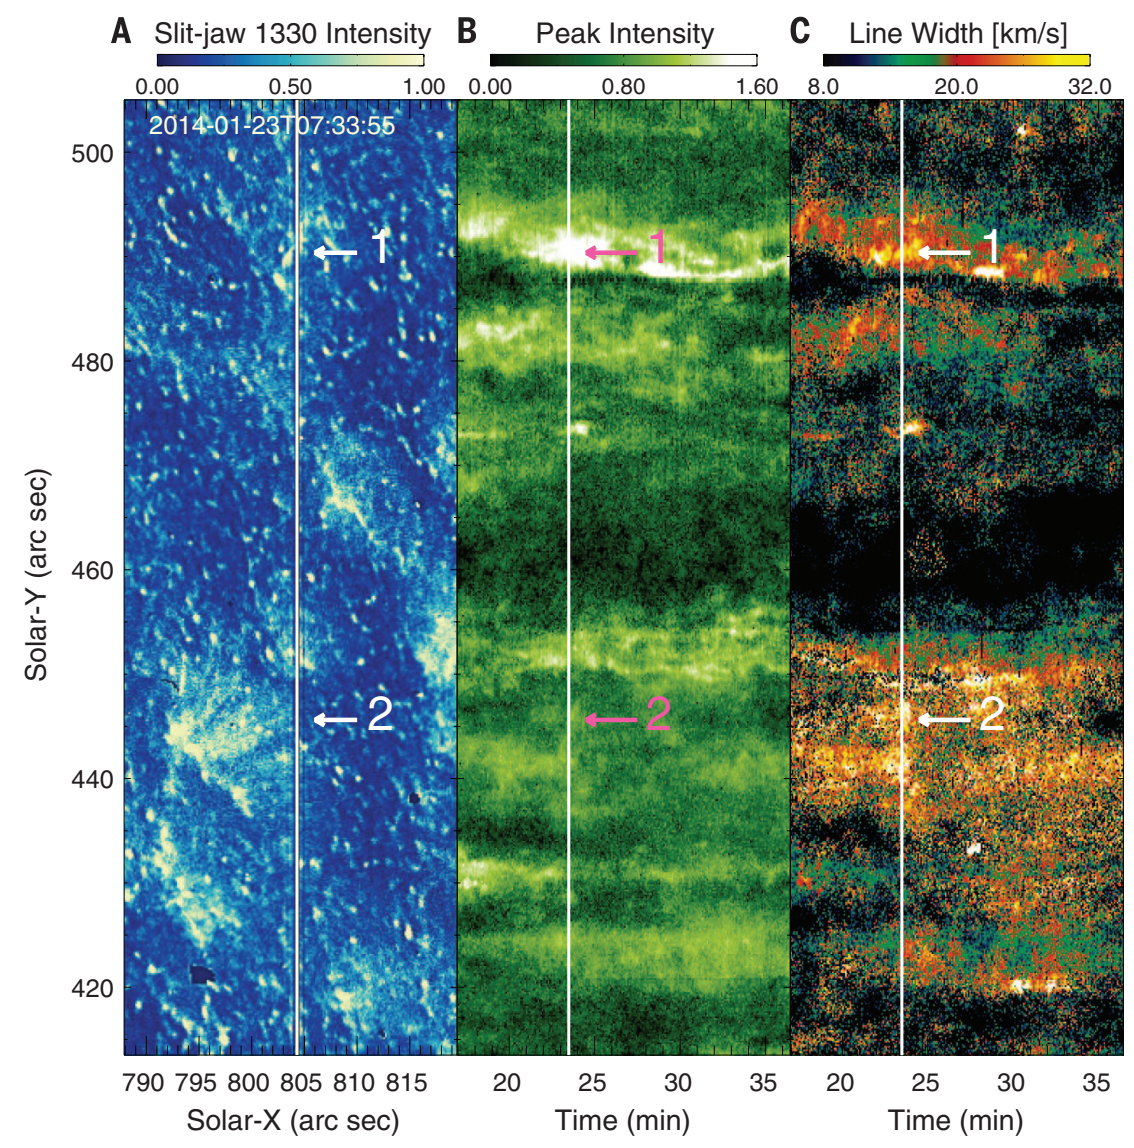 A Slit-jaw 1330 Intensity
B Peak Intensity
C Line Width [km/s]
0.00 0.50 1.00
0.00 0.80 1.60
8.0 20.0 32.0
2014-01-23T07:33:55
Solar-Y (arc sec)
500
480
460
440
420
1
2
1
2
1
2
790 795 800 805 810 815
Solar-X (arc sec)
20 25 30 35
Time (min)
20 25 30 35
Time (min)